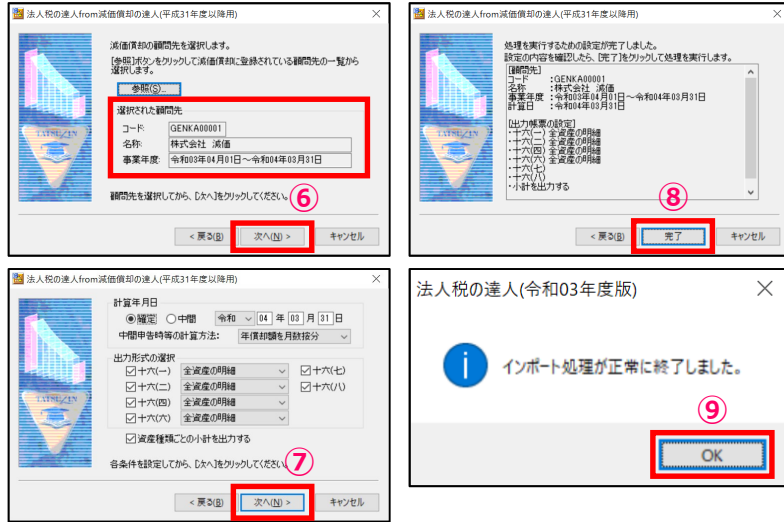 法人税の達人from減価償却の達人(平成31年度以降用)
減価償却の顧問先を選択します。
[参照]ボタンをクリックして減価償却に登録されている顧問先の一覧から
選択します。
参照(S)...
選択された顧問先
コード: GENKA00001
名称: 株式会社 減価
事業年度: 令和03年04月01日～令和04年03月31日
顧問先を選択してから、[次へ]をクリックしてください。
⑥
< 戻る(B) 次へ(N) > キャンセル
TATSUZIN
法人税の達人from減価償却の達人(平成31年度以降用)
処理を実行するための設定が完了しました。
設定の内容を確認したら、[完了]をクリックして処理を実行します。
[顧問先]
コード :GENKA00001
名称 :株式会社 減価
事業年度 :令和03年04月01日～令和04年03月31日
計算日 :令和04年03月31日
[出力帳票の設定]
・十六(一) 全資産の明細
・十六(二) 全資産の明細
・十六(四) 全資産の明細
・十六(六) 全資産の明細
・十六(七)
・十六(八)
・小計を出力する
⑧
< 戻る(B) 完了 キャンセル
TATSUZIN
法人税の達人from減価償却の達人(平成31年度以降用)
計算年月日
確定 中間 令和 04 年 03 月 31 日
中間申告時等の計算方法: 年償却額を月数按分
出力形式の選択
十六(一) 全資産の明細 十六(七)
十六(二) 全資産の明細 十六(八)
十六(四) 全資産の明細
十六(六) 全資産の明細
資産種類ごとの小計を出力する
各条件を設定してから、[次へ]をクリックしてください。
⑦
< 戻る(B) 次へ(N) > キャンセル
TATSUZIN
法人税の達人(令和03年度版)
インポート処理が正常に終了しました。
⑨
OK